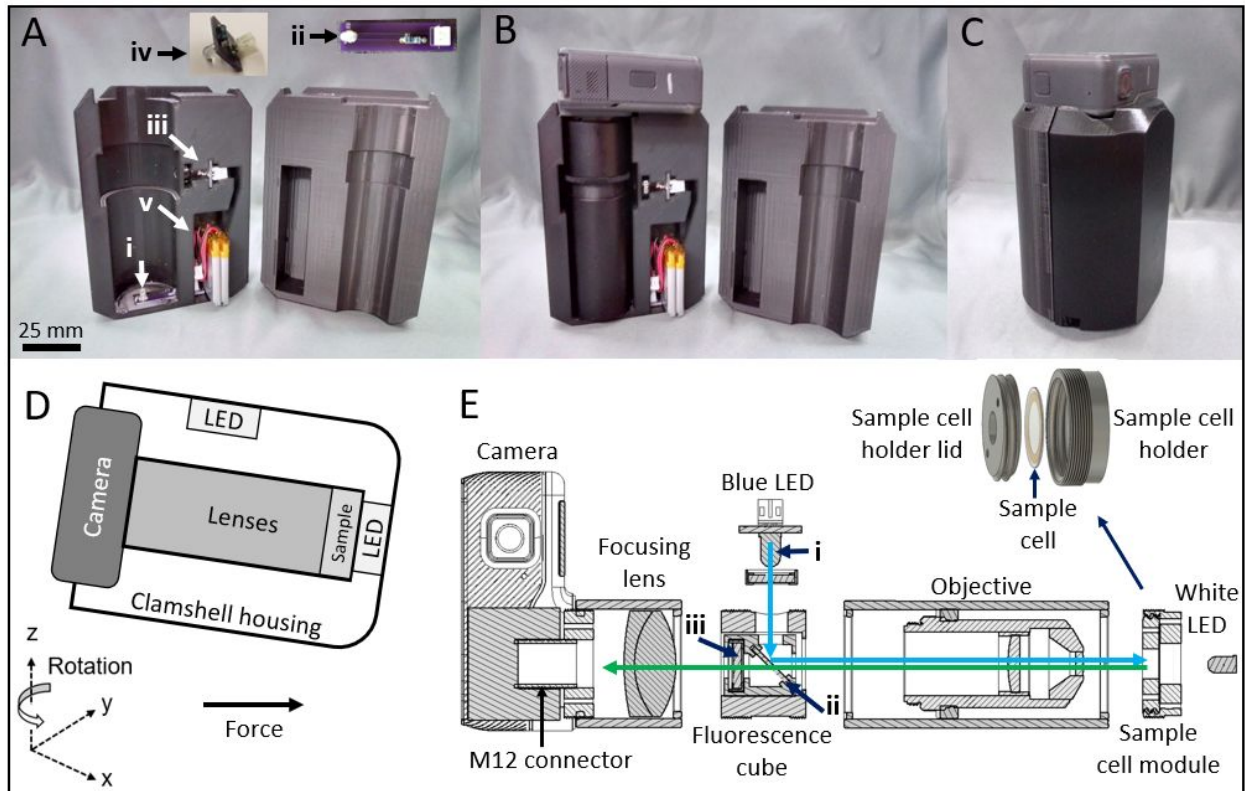 A
iv
ii
iii
v
i
25 mm
B
C
D
LED
Camera
Lenses
Sample
LED
Clamshell housing
z
Rotation
y
x
Force
E
Sample cell
holder lid
Sample cell
holder
Sample
cell
Camera
Blue LED
i
Focusing
lens
Objective
White
LED
iii
ii
M12 connector
Fluorescence
cube
Sample
cell module